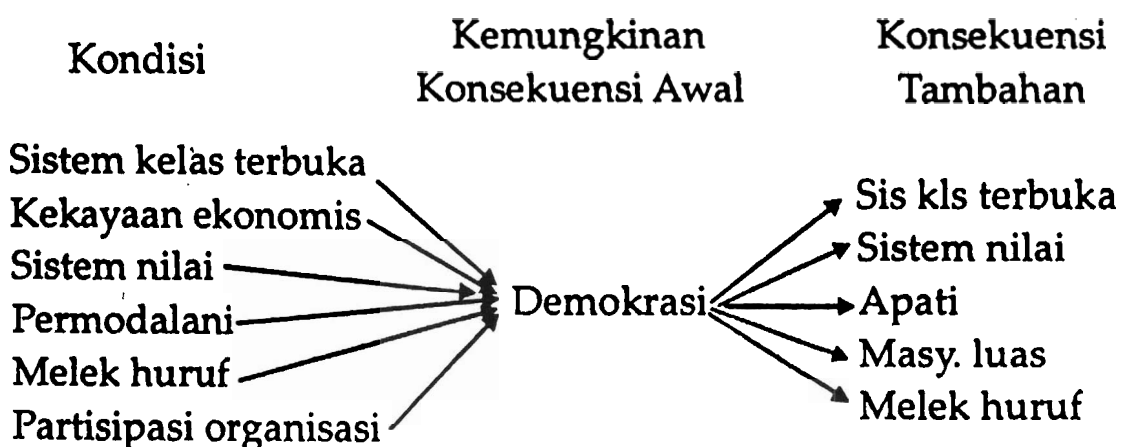 Kondisi
Kemungkinan
Konsekuensi Awal
Konsekuensi
Tambahan
Sistem kelas terbuka
Kekayaan ekonomis
Sistem nilai
Permodalani
Melek huruf
Partisipasi organisasi
Demokrasi
Sis kls terbuka
Sistem nilai
Apati
Masy. luas
Melek huruf